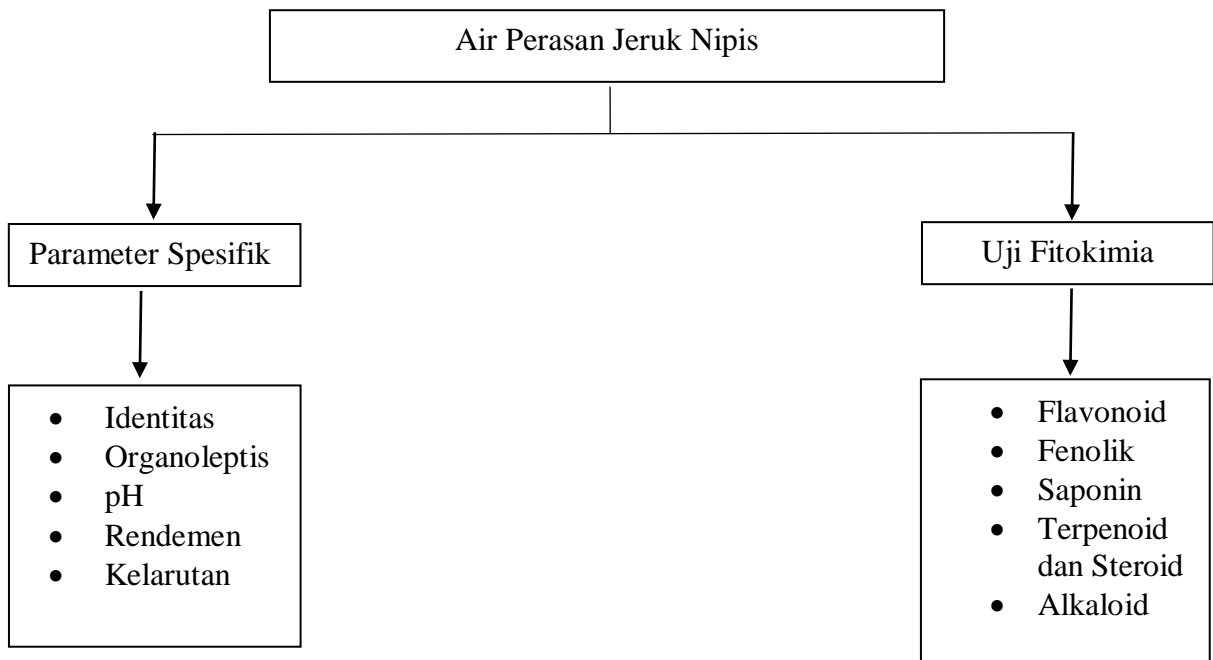 Air Perasan Jeruk Nipis
Parameter Spesifik
Uji Fitokimia
• Identitas
• Organoleptis
• pH
• Rendemen
• Kelarutan
• Flavonoid
• Fenolik
• Saponin
• Terpenoid
dan Steroid
• Alkaloid